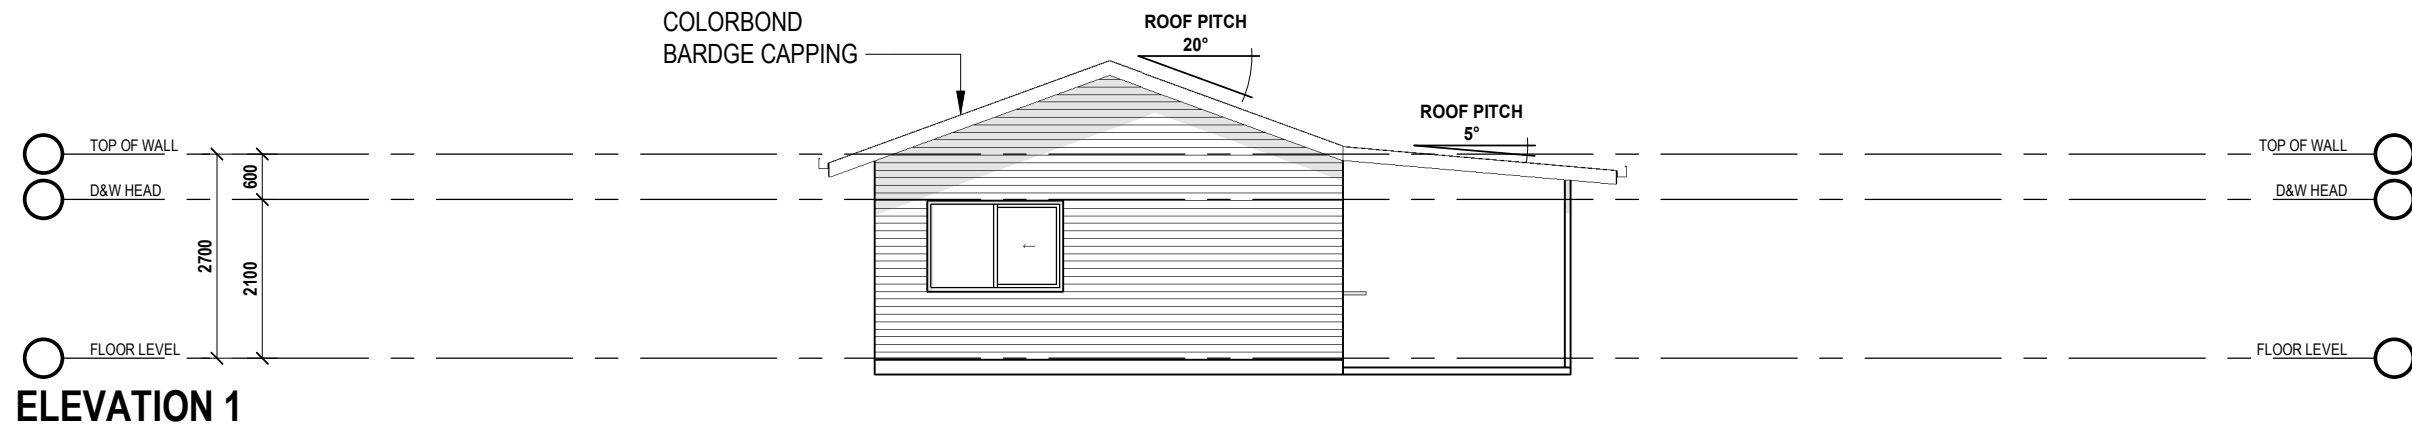 COLORBOND
BARDGE CAPPING
ROOF PITCH
20°
ROOF PITCH
5°
TOP OF WALL
TOP OF WALL
600
D&W HEAD
D&W HEAD
2700
2100
FLOOR LEVEL
FLOOR LEVEL
ELEVATION 1